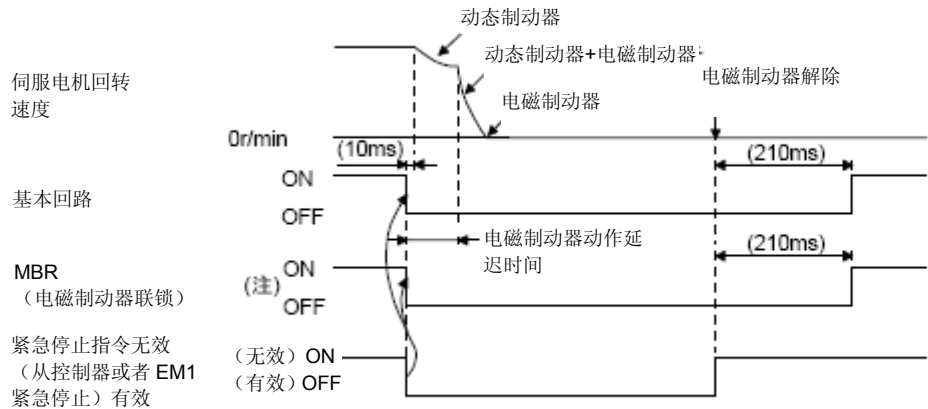 动态制动器
动态制动器+电磁制动器
电磁制动器解除
伺服电机回转
速度
电磁制动器
0r/min
(10ms)
(210ms)
ON
基本回路
OFF
电磁制动器动作延
迟时间
(210ms)
MBR
（电磁制动器联锁）
(注)
ON
OFF
紧急停止指令无效
（从控制器或者 EM1
紧急停止）有效
（无效）ON
（有效）OFF